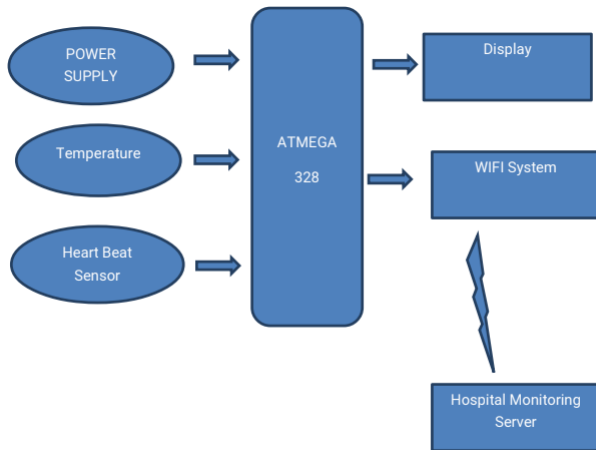 POWER
SUPPLY
Display
Temperature
ATMEGA
328
WIFI System
Heart Beat
Sensor
Hospital Monitoring
Server